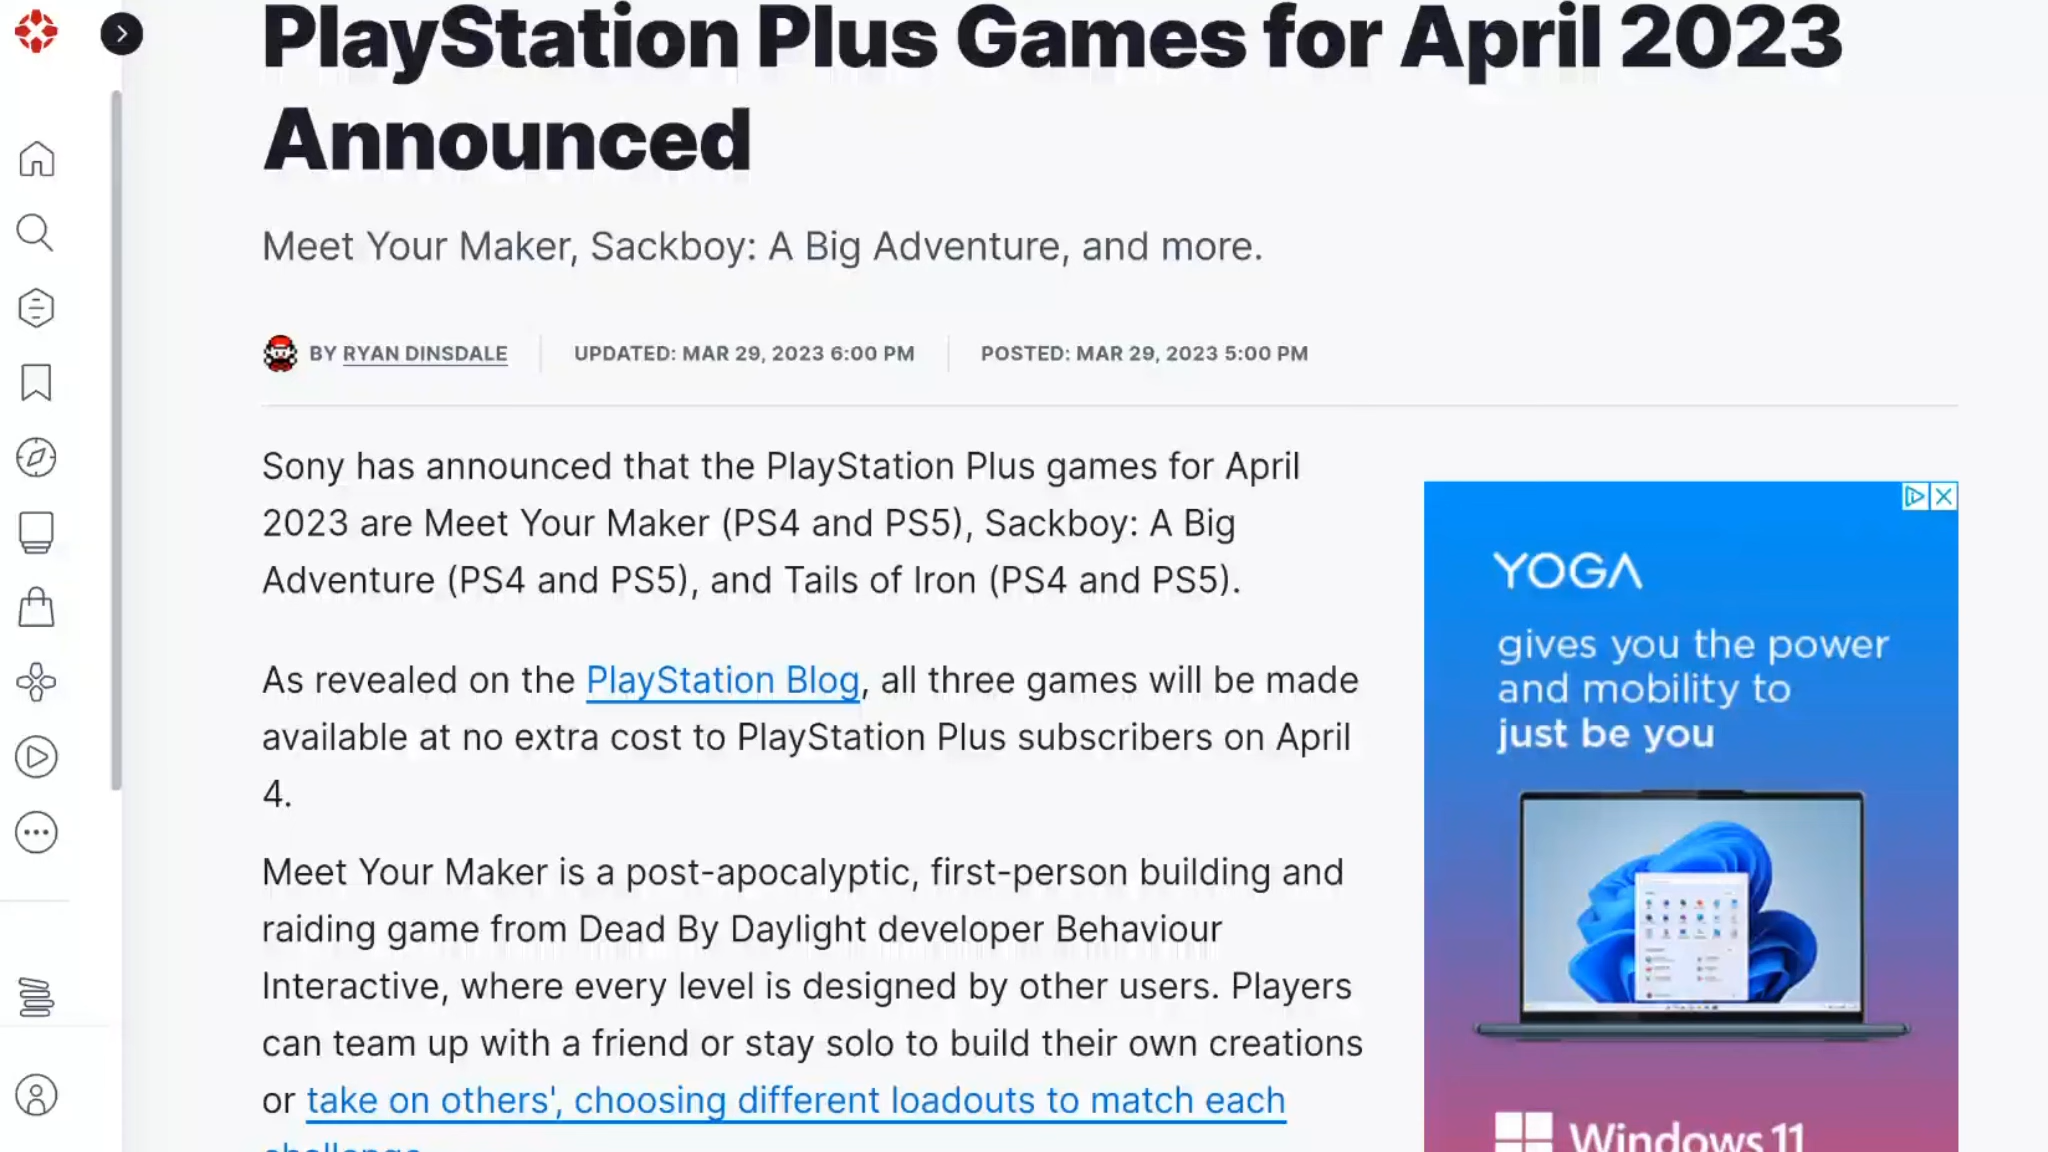 PlayStation Plus Games for April 2023
Announced
Meet Your Maker, Sackboy: A Big Adventure, and more.
BY RYAN DINSDALE
UPDATED: MAR 29, 2023 6:00 PM
POSTED: MAR 29, 2023 5:00 PM
Sony has announced that the PlayStation Plus games for April
2023 are Meet Your Maker (PS4 and PS5), Sackboy: A Big
Adventure (PS4 and PS5), and Tails of Iron (PS4 and PS5).
As revealed on the PlayStation Blog, all three games will be made
available at no extra cost to PlayStation Plus subscribers on April
4.
Meet Your Maker is a post-apocalyptic, first-person building and
raiding game from Dead By Daylight developer Behaviour
Interactive, where every level is designed by other users. Players
can team up with a friend or stay solo to build their own creations
or take on others', choosing different loadouts to match each
challenge
YOGA
gives you the power
and mobility to
just be you
Windows 11